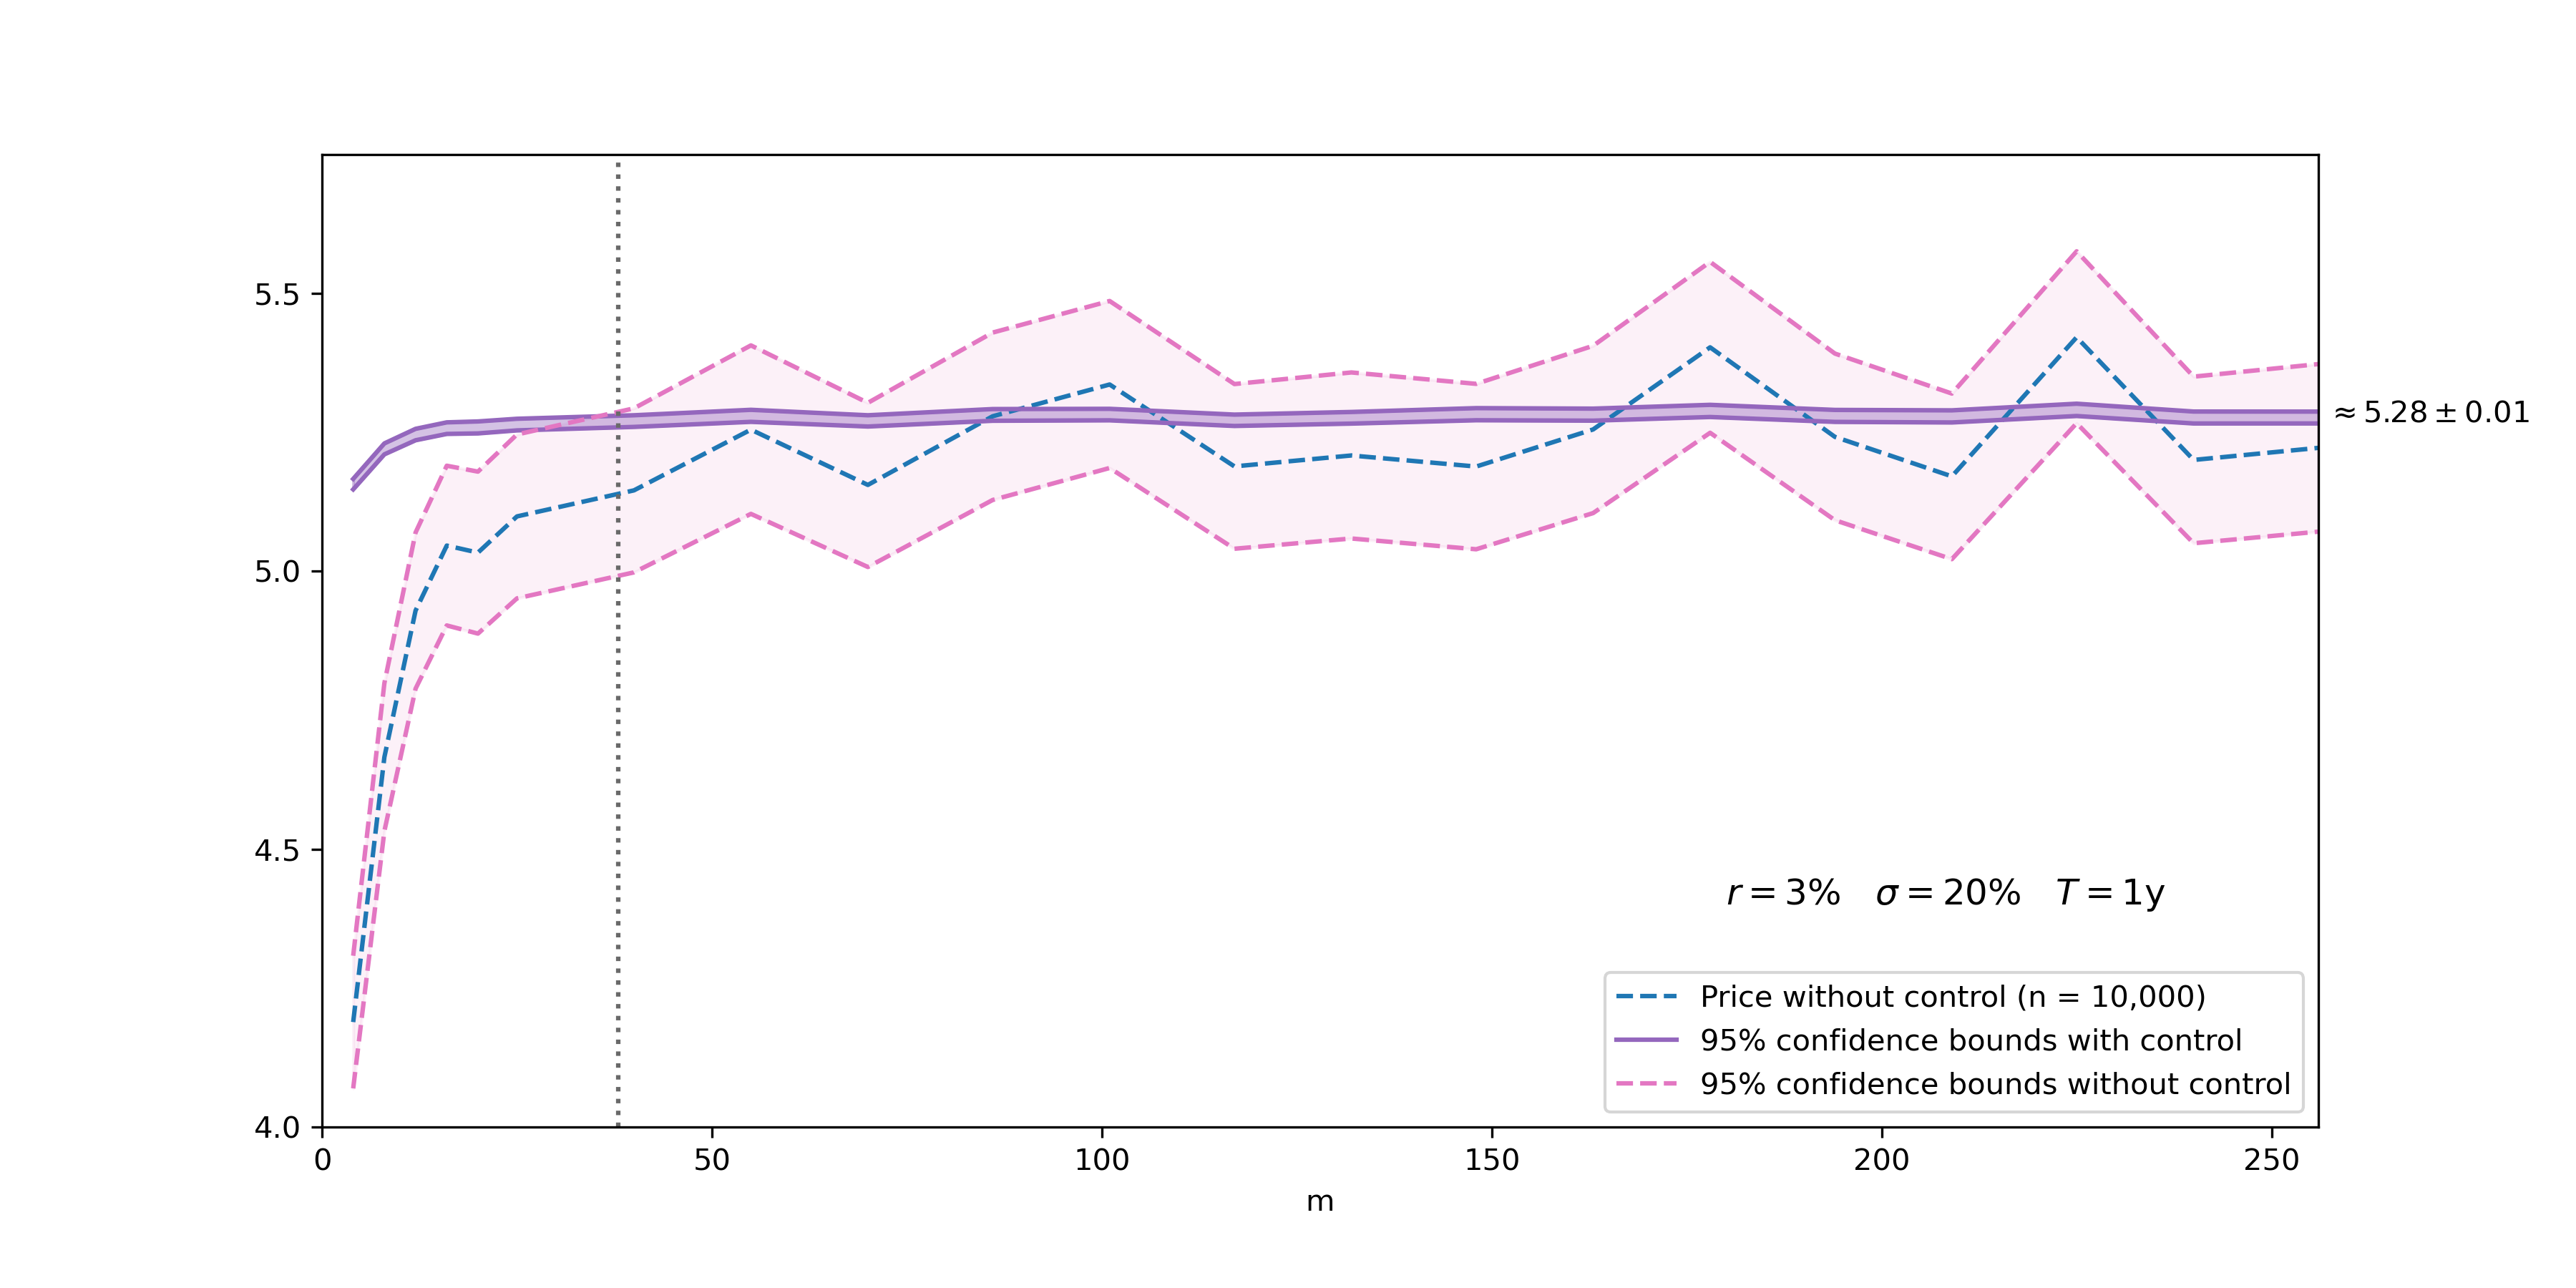 5.5
5.0
4.5
4.0
0 50 100 150 200 250
m
≈ 5.28 ± 0.01
r = 3% σ = 20% T = 1y
Price without control (n = 10,000)
95% confidence bounds with control
95% confidence bounds without control